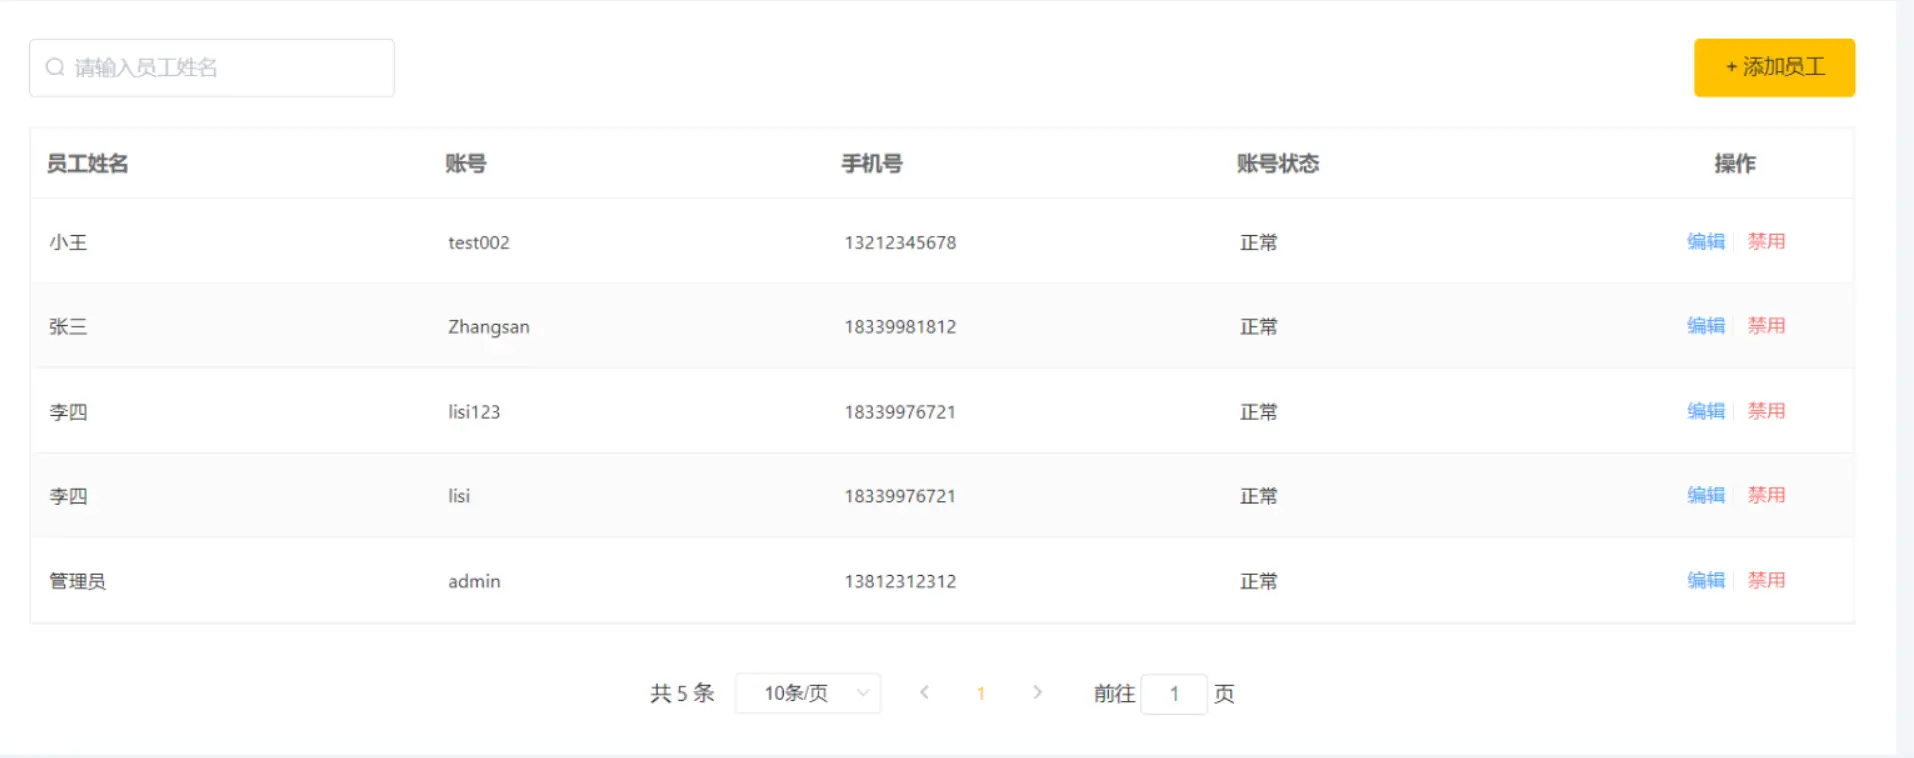 请输入员工姓名 + 添加员工
员工姓名 账号 手机号 账号状态 操作
小王 test002 13212345678 正常 编辑 禁用
张三 Zhangsan 18339981812 正常 编辑 禁用
李四 lisi123 18339976721 正常 编辑 禁用
李四 lisi 18339976721 正常 编辑 禁用
管理员 admin 13812312312 正常 编辑 禁用
共 5 条 10条/页 1 前往 1 页